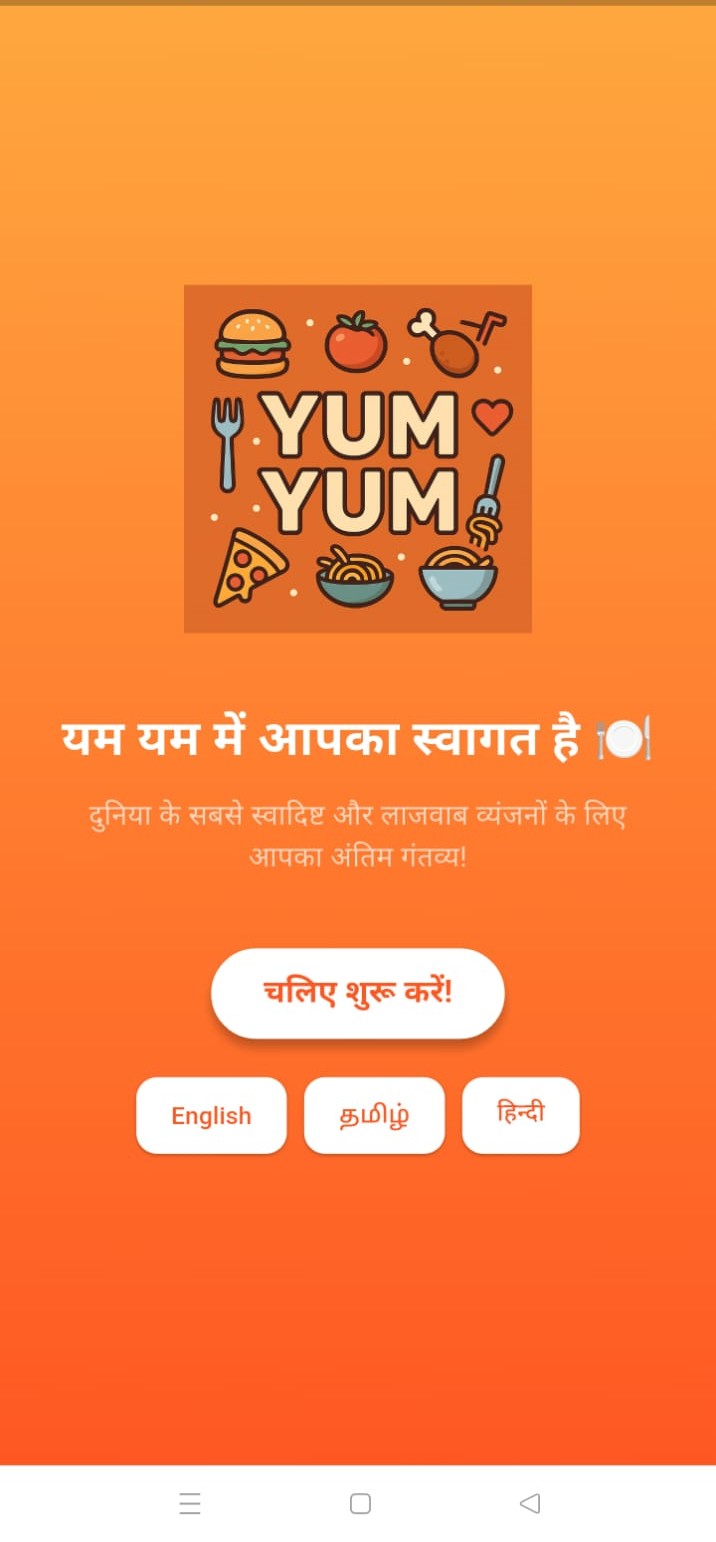 YUM
YUM
यम यम में आपका स्वागत है 🍽️
दुनिया के सबसे स्वादिष्ट और लाजवाब व्यंजनों के लिए
आपका अंतिम गंतव्य!
चलिए शुरू करें!
English
தமிழ்
हिन्दी